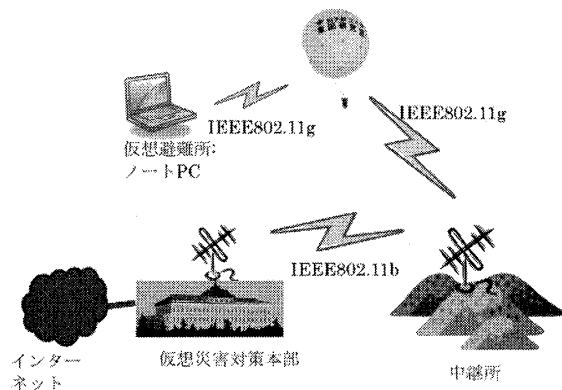 IEEE802.11g
IEEE802.11g
仮想避難所:
ノートPC
IEEE802.11b
インター
ネット
仮想災害対策本部
中継所